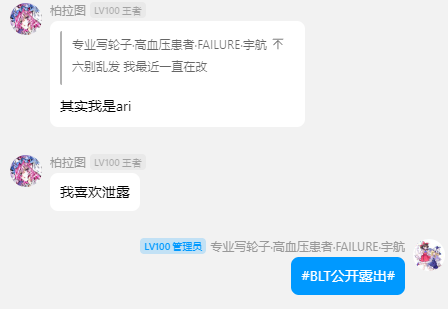 柏拉图 LV100 王者
专业写轮子·高血压患者·FAILURE·宇航 不
六别乱发 我最近一直在改
其实我是ari
柏拉图 LV100 王者
我喜欢泄露
LV100 管理员 专业写轮子·高血压患者·FAILURE·宇航
#BLT公开露出#